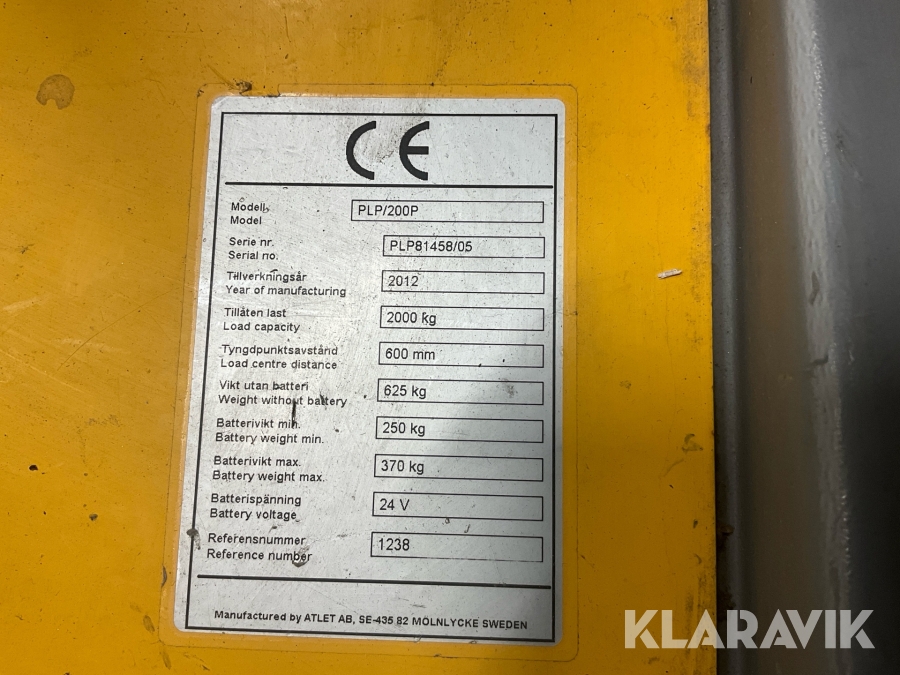 CE
Modell
Model
PLP/200P
Serie nr.
Serial no.
PLP81458/05
Tillverkningsår
Year of manufacturing
2012
Tillåten last
Load capacity
2000 kg
Tyngdpunktsavstånd
Load centre distance
600 mm
Vikt utan batteri
Weight without battery
625 kg
Batterivikt min.
Battery weight min.
250 kg
Batterivikt max.
Battery weight max.
370 kg
Batterispänning
Battery voltage
24 V
Referensnummer
Reference number
1238
Manufactured by ATLET AB, SE-435 82 MÖLNLYCKE SWEDEN
KLARAVIK